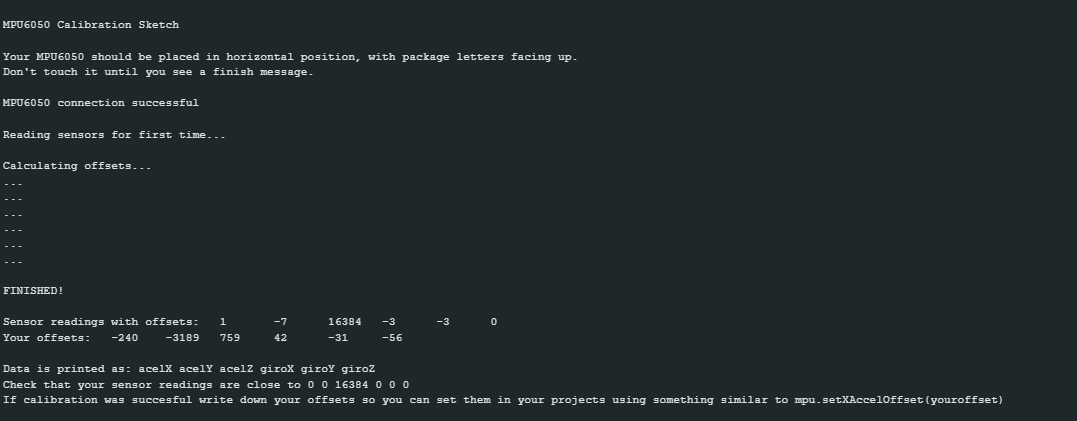 MPU6050 Calibration Sketch
Your MPU6050 should be placed in horizontal position, with package letters facing up.
Don't touch it until you see a finish message.
MPU6050 connection successful
Reading sensors for first time...
Calculating offsets...
...
...
...
...
...
...
FINISHED!
Sensor readings with offsets: 1 -7 16384 -3 -3 0
Your offsets: -240 -3189 759 42 -31 -56
Data is printed as: acelX acelY acelZ giroX giroY giroZ
Check that your sensor readings are close to 0 0 16384 0 0 0
If calibration was succesful write down your offsets so you can set them in your projects using something similar to mpu.setXAccelOffset(youroffset)